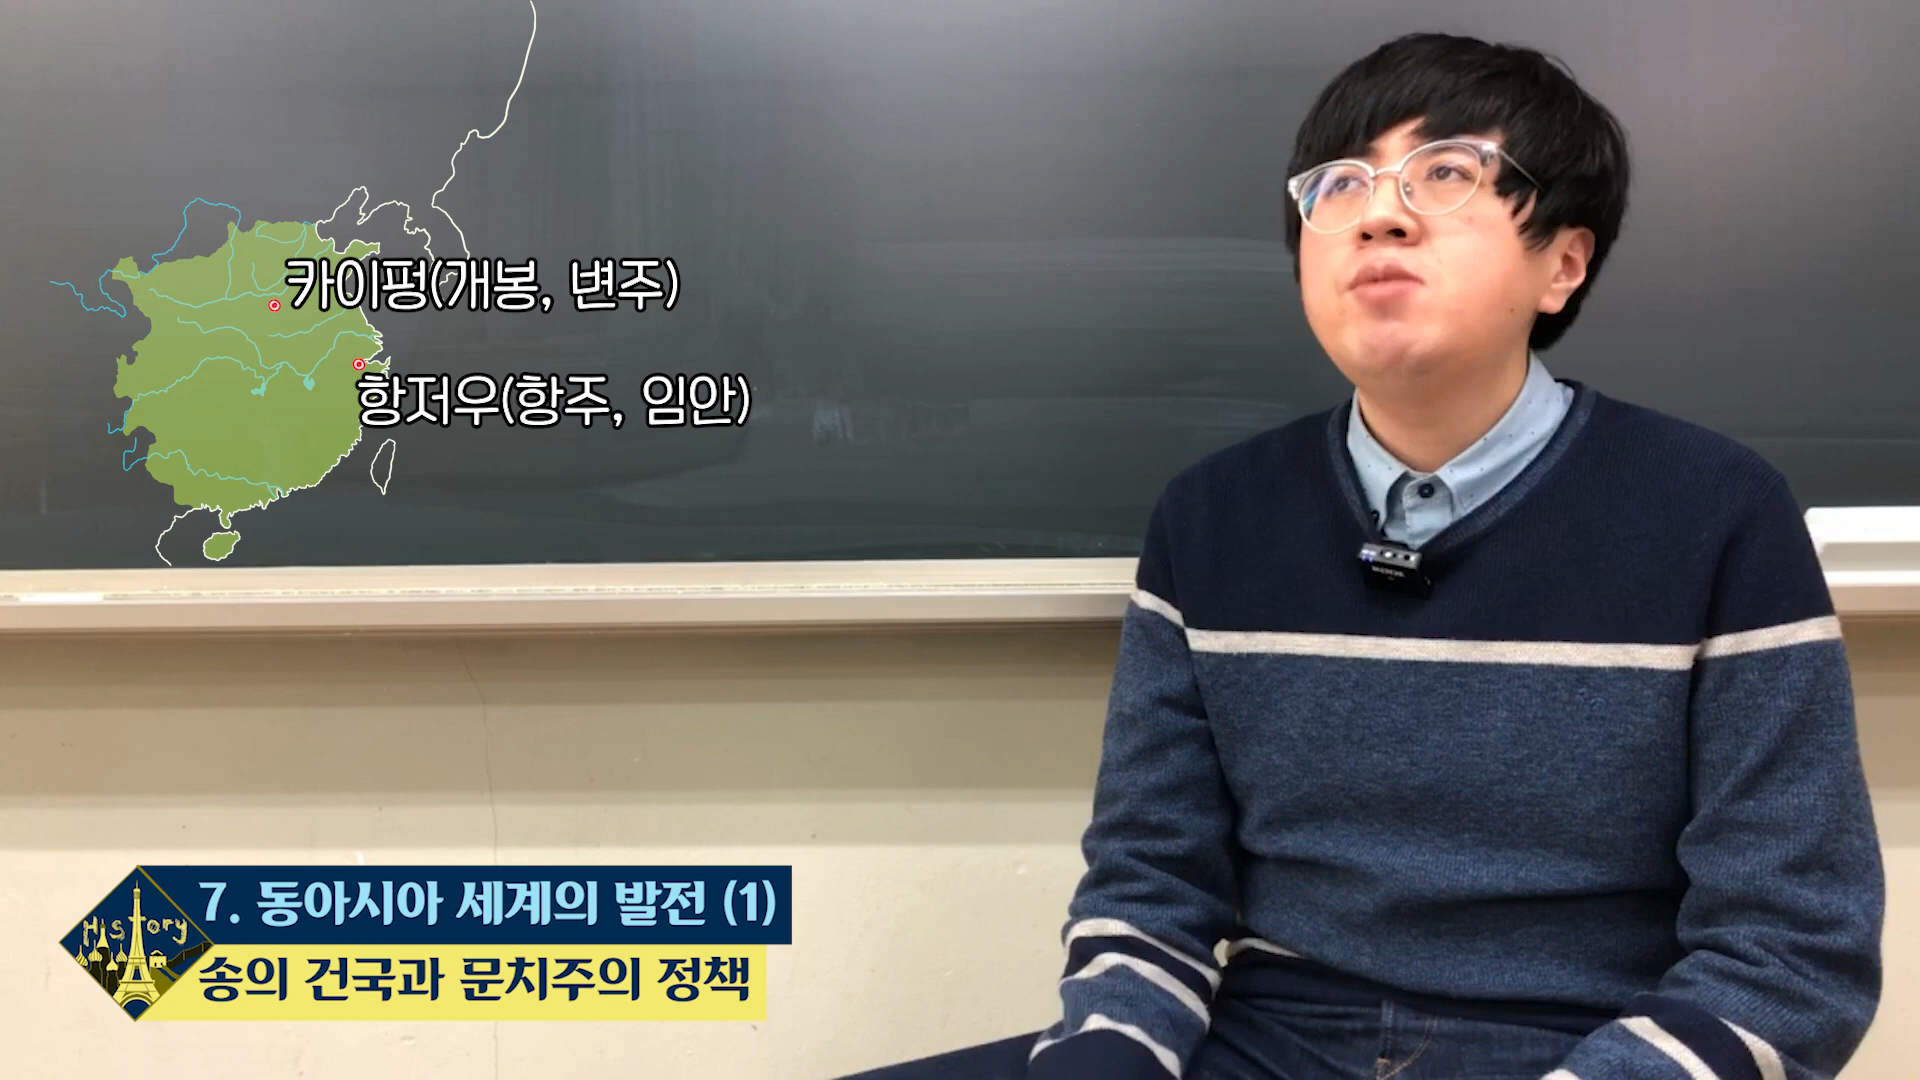 카이펑(개봉, 변주)
항저우(항주, 임안)
History
7. 동아시아 세계의 발전 (1)
송의 건국과 문치주의 정책